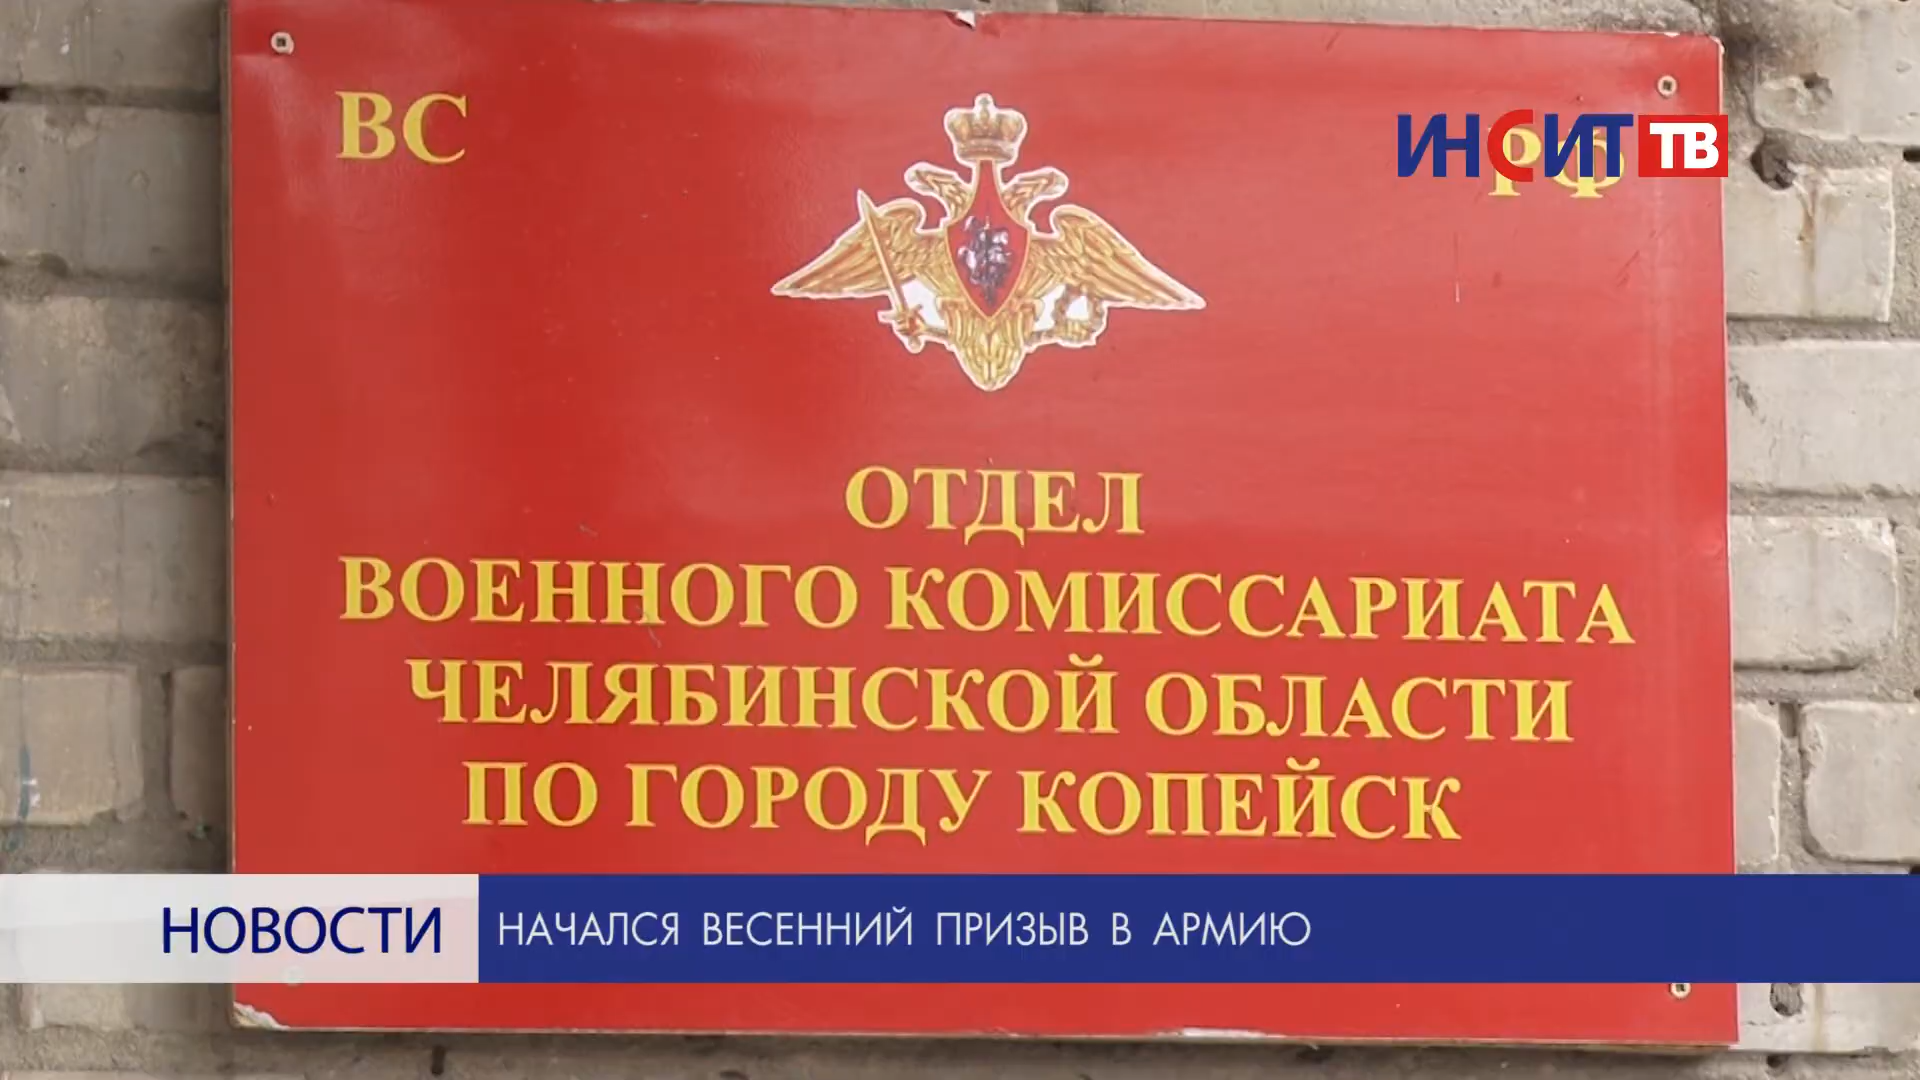 ВС
РФ
ИНСИТ ТВ
ОТДЕЛ
ВОЕННОГО КОМИССАРИАТА
ЧЕЛЯБИНСКОЙ ОБЛАСТИ
ПО ГОРОДУ КОПЕЙСК
НОВОСТИ
НАЧАЛСЯ ВЕСЕННИЙ ПРИЗЫВ В АРМИЮ